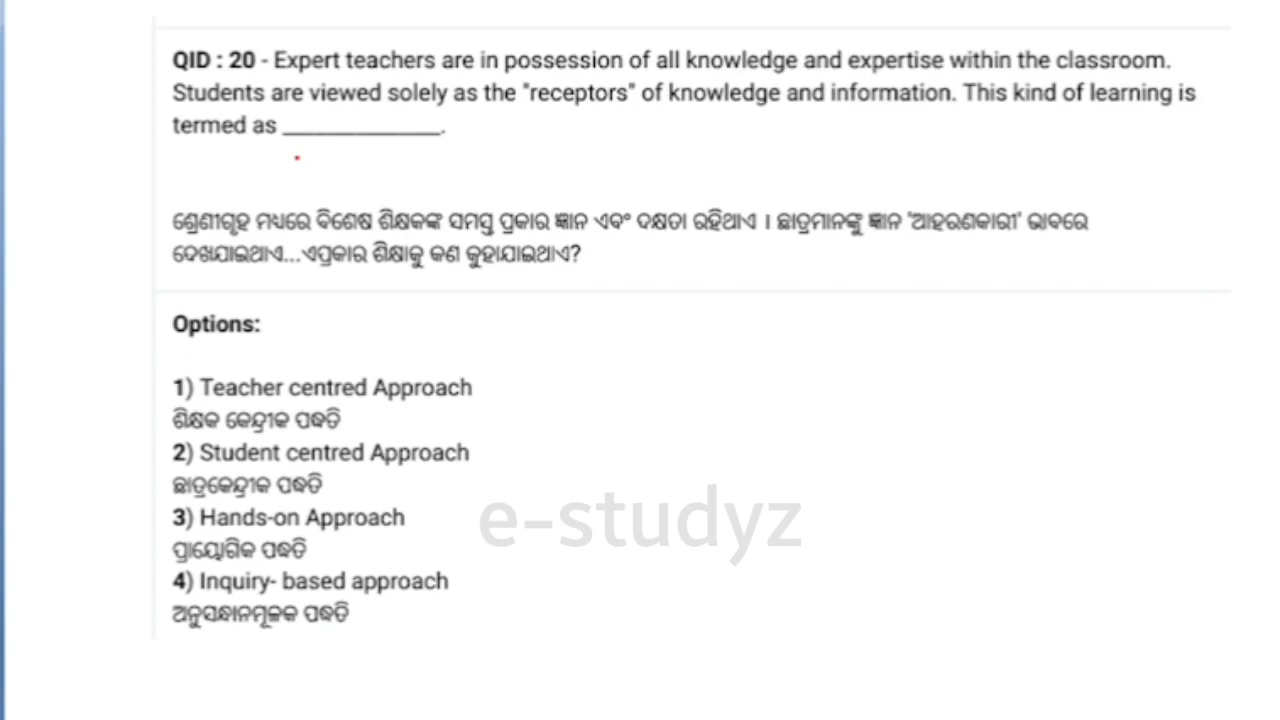 QID : 20 - Expert teachers are in possession of all knowledge and expertise within the classroom.
Students are viewed solely as the "receptors" of knowledge and information. This kind of learning is
termed as ______________.
ଶ୍ରେଣୀଗୃହ ମଧ୍ୟରେ ବିଶେଷ ଶିକ୍ଷକଙ୍କ ସମସ୍ତ ପ୍ରକାର ଜ୍ଞାନ ଏବଂ ଦକ୍ଷତା ରହିଥାଏ । ଛାତ୍ରମାନଙ୍କୁ ଜ୍ଞାନ 'ଆହରଣକାରୀ' ଭାବରେ
ଦେଖାଯାଇଥାଏ...ଏପ୍ରକାର ଶିକ୍ଷାକୁ କଣ କୁହାଯାଇଥାଏ?
Options:
1) Teacher centred Approach
ଶିକ୍ଷକ କେନ୍ଦ୍ରୀକ ପଦ୍ଧତି
2) Student centred Approach
ଛାତ୍ରକେନ୍ଦ୍ରୀକ ପଦ୍ଧତି
3) Hands-on Approach
ପ୍ରାୟୋଗିକ ପଦ୍ଧତି
4) Inquiry- based approach
ଅନୁସନ୍ଧାନମୂଳକ ପଦ୍ଧତି
e-studyz